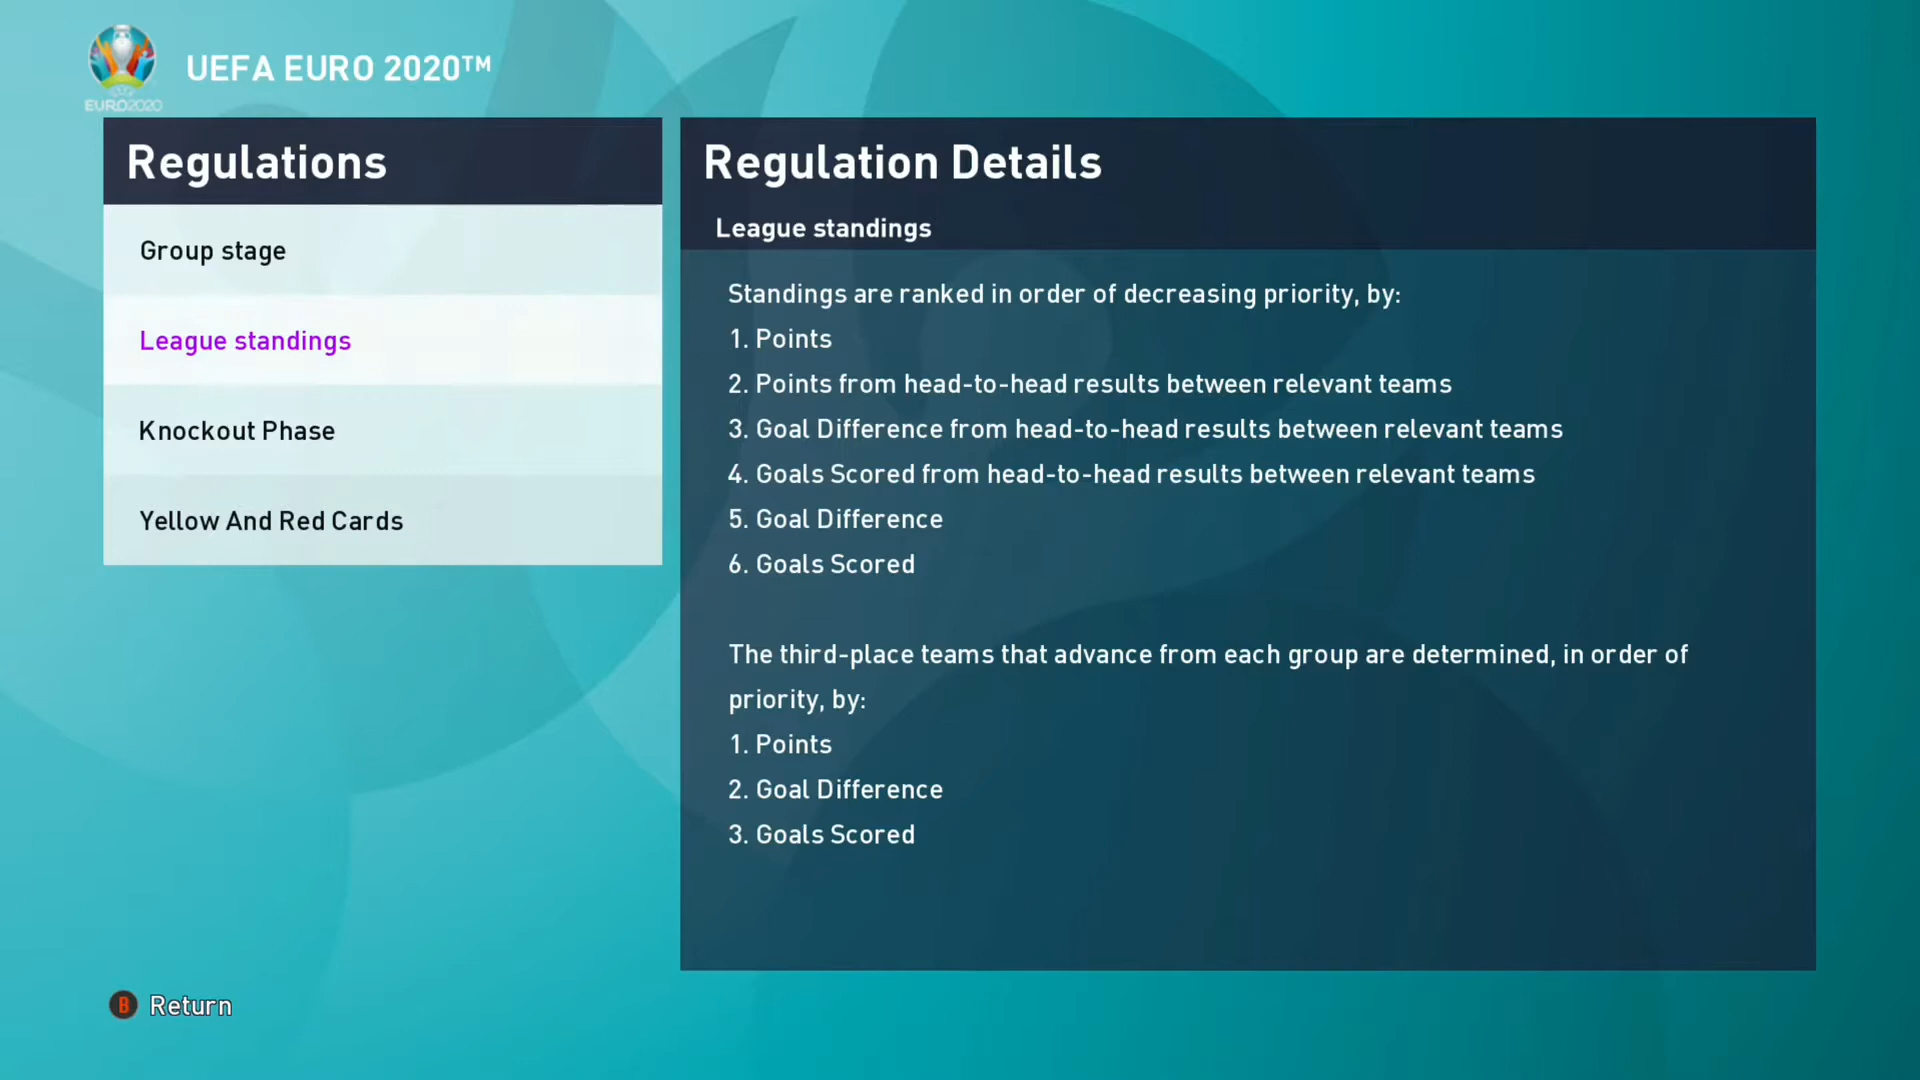 UEFA EURO 2020™
EURO2020
Regulations
Group stage
League standings
Knockout Phase
Yellow And Red Cards
Regulation Details
League standings
Standings are ranked in order of decreasing priority, by:
1. Points
2. Points from head-to-head results between relevant teams
3. Goal Difference from head-to-head results between relevant teams
4. Goals Scored from head-to-head results between relevant teams
5. Goal Difference
6. Goals Scored
The third-place teams that advance from each group are determined, in order of
priority, by:
1. Points
2. Goal Difference
3. Goals Scored
B Return